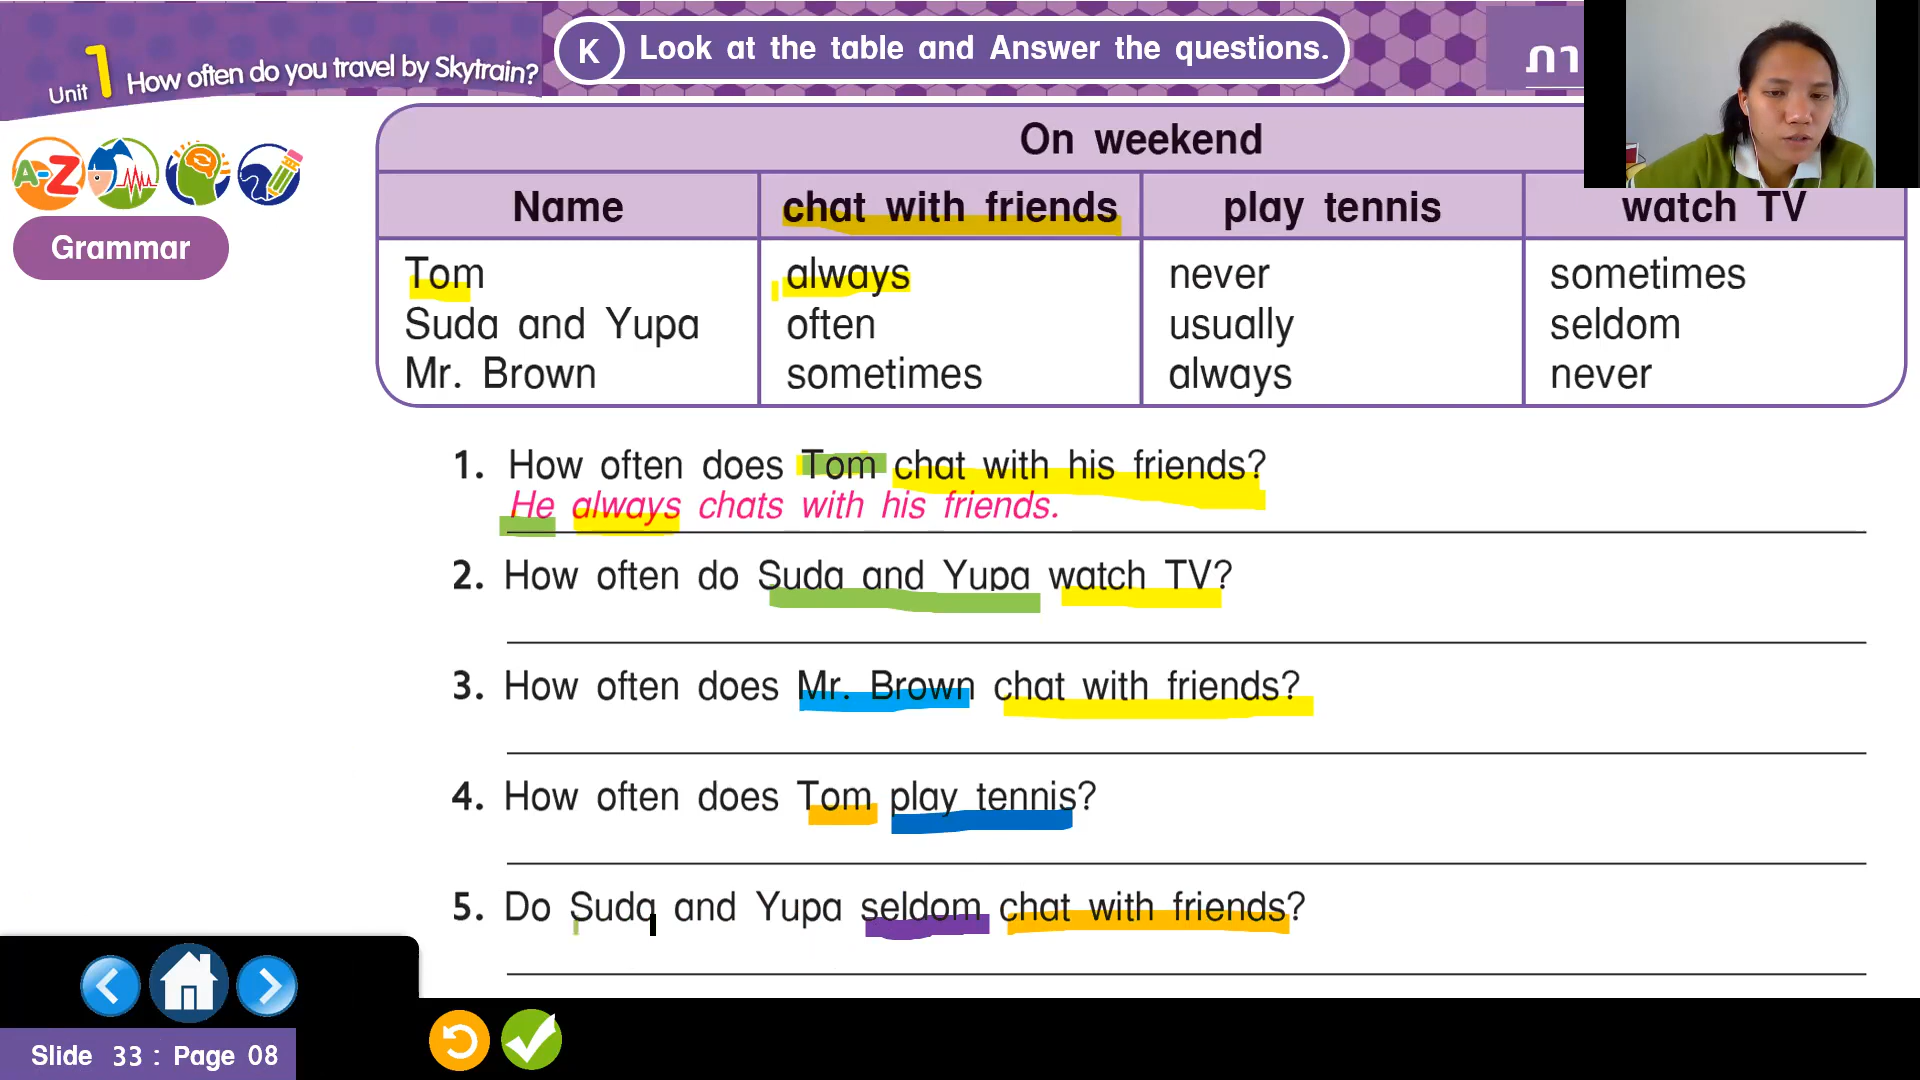 Unit 1 How often do you travel by Skytrain?
K Look at the table and Answer the questions.
ภา
A-Z
Grammar
On weekend
Name chat with friends play tennis watch TV
Tom always never sometimes
Suda and Yupa often usually seldom
Mr. Brown sometimes always never
1. How often does Tom chat with his friends?
He always chats with his friends.
2. How often do Suda and Yupa watch TV?
3. How often does Mr. Brown chat with friends?
4. How often does Tom play tennis?
5. Do Suda and Yupa seldom chat with friends?
Slide 33 : Page 08